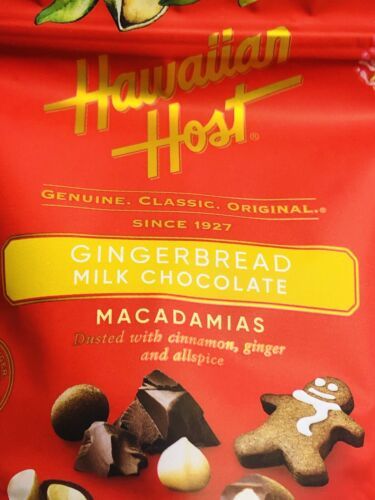 Hawaiian
Host®
GENUINE. CLASSIC. ORIGINAL.®
SINCE 1927
GINGERBREAD
MILK CHOCOLATE
MACADAMIAS
Dusted with cinnamon, ginger
and allspice